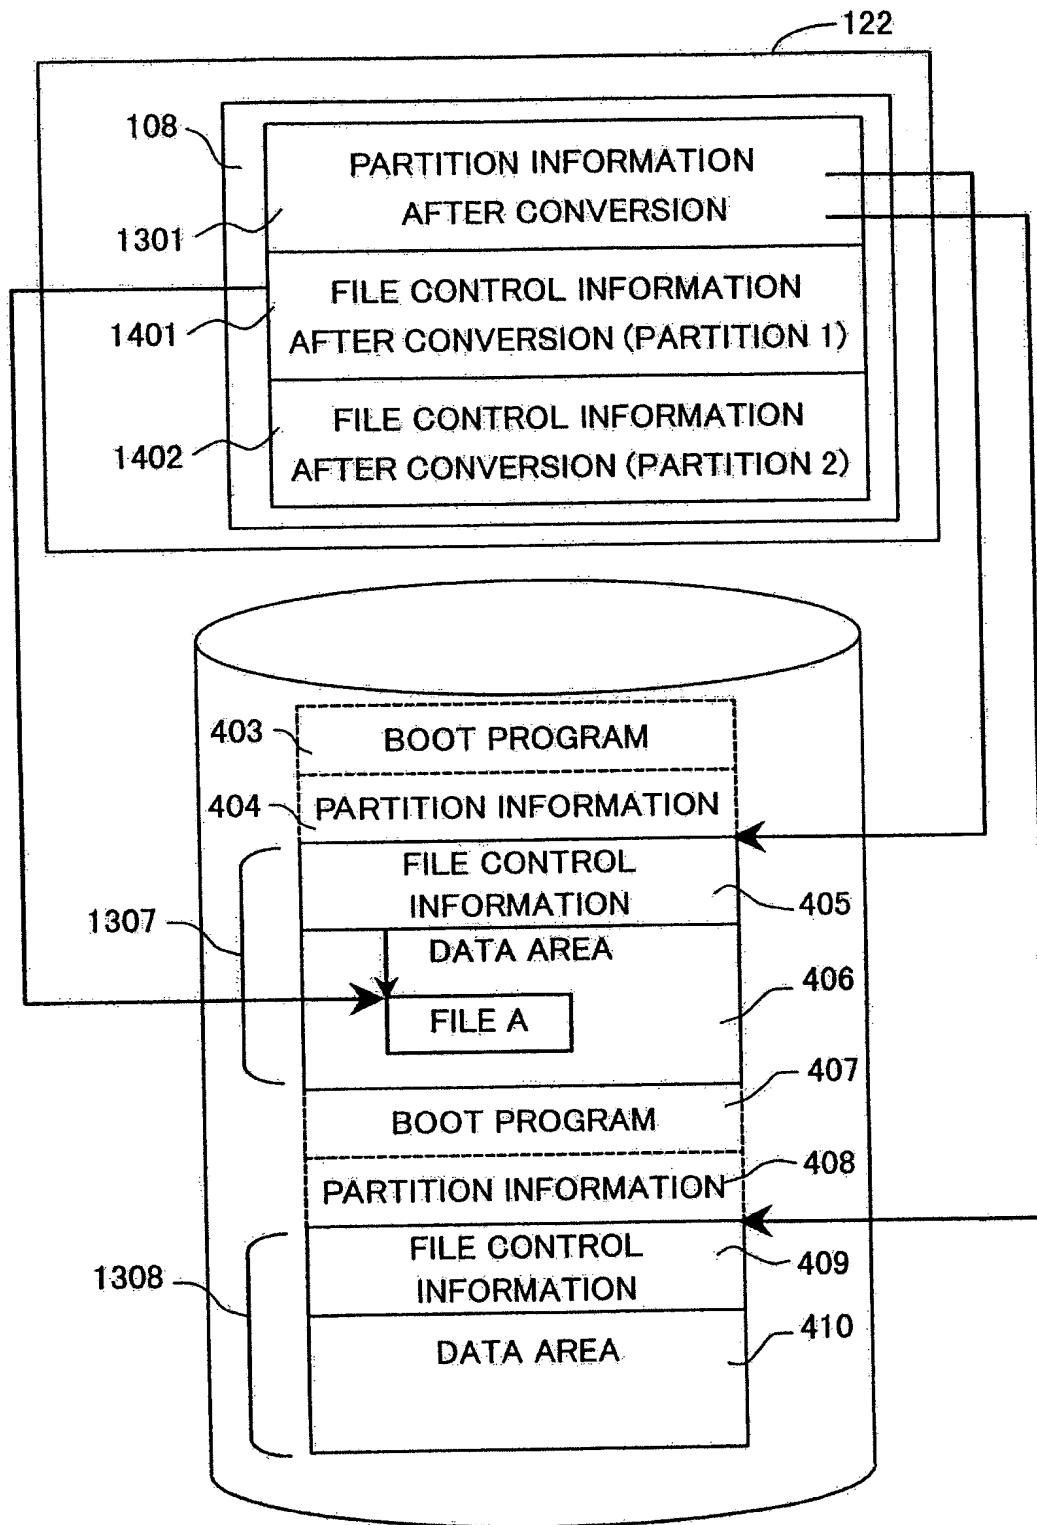 122
108
PARTITION INFORMATION
AFTER CONVERSION
1301
FILE CONTROL INFORMATION
AFTER CONVERSION (PARTITION 1)
1401
FILE CONTROL INFORMATION
AFTER CONVERSION (PARTITION 2)
1402
403
BOOT PROGRAM
404
PARTITION INFORMATION
FILE CONTROL
INFORMATION
405
1307
DATA AREA
406
FILE A
407
BOOT PROGRAM
408
PARTITION INFORMATION
FILE CONTROL
INFORMATION
409
1308
DATA AREA
410